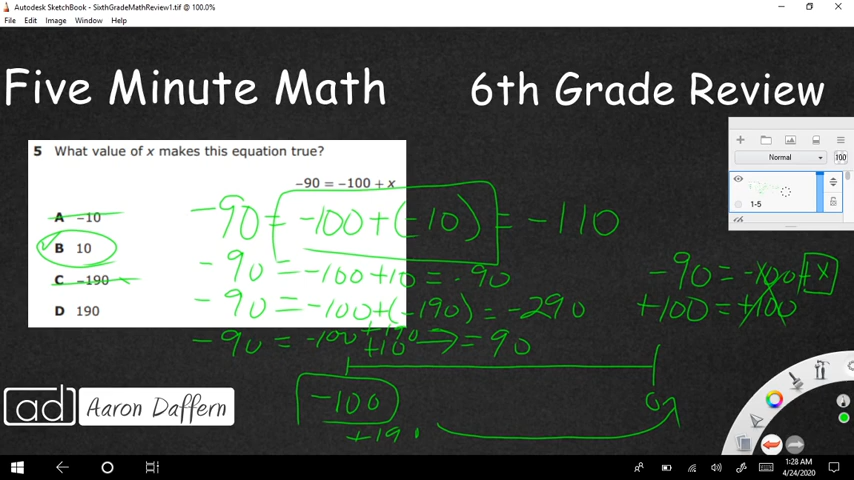 Autodesk SketchBook - SixthGradeMathReview1.tif @ 100.0%
File Edit Image Window Help
Five Minute Math
6th Grade Review
5 What value of x makes this equation true?
-90 = -100 + x
A -10
B 10
C -190
D 190
-90 = -100 + (-10) = -110
-90 = -100 + 10 = -90
-90 = -100 + (-190) = -290
-90 = -100 +190 → = 90
+10
-90 = -100 + x
+100 = +100
-100
+19
Normal
100
1-5
ad Aaron Daffern
1:28 AM
4/24/2020